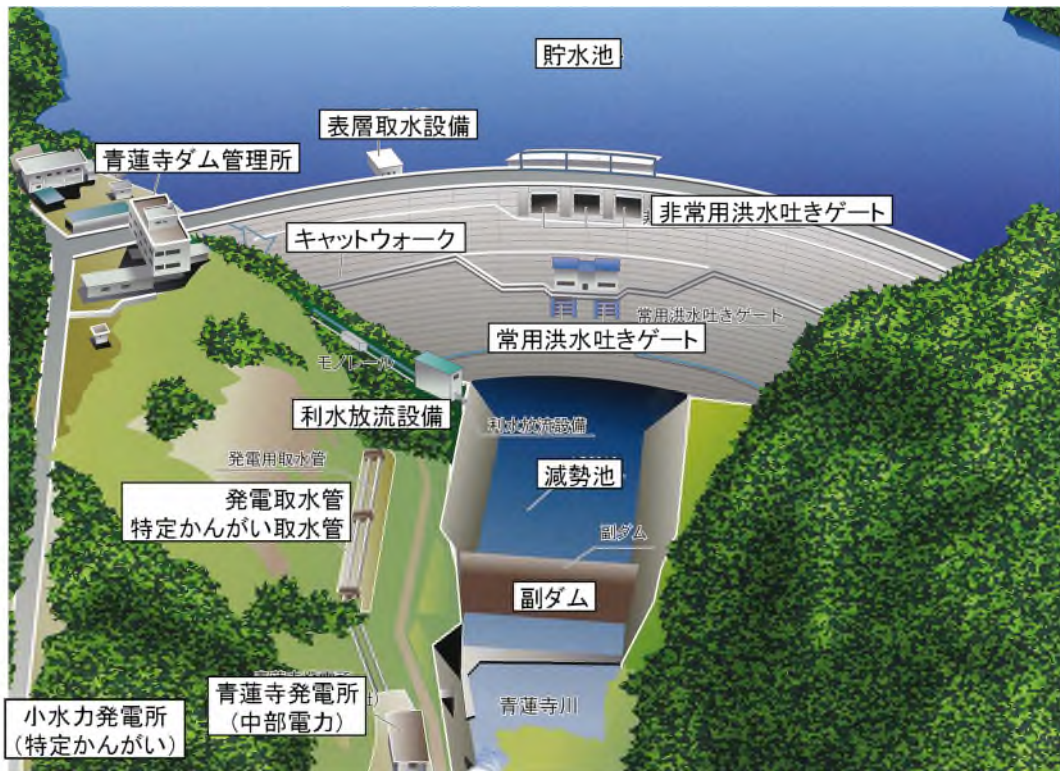 貯水池
表層取水設備
青蓮寺ダム管理所
非常用洪水吐きゲート
キャットウォーク
常用洪水吐きゲート
常用洪水吐きゲート
モノレール
利水放流設備
利水放流設備
発電用取水管
減勢池
発電取水管
特定かんがい取水管
副ダム
副ダム
青蓮寺発電所
(中部電力)
青蓮寺川
小水力発電所
(特定かんがい)